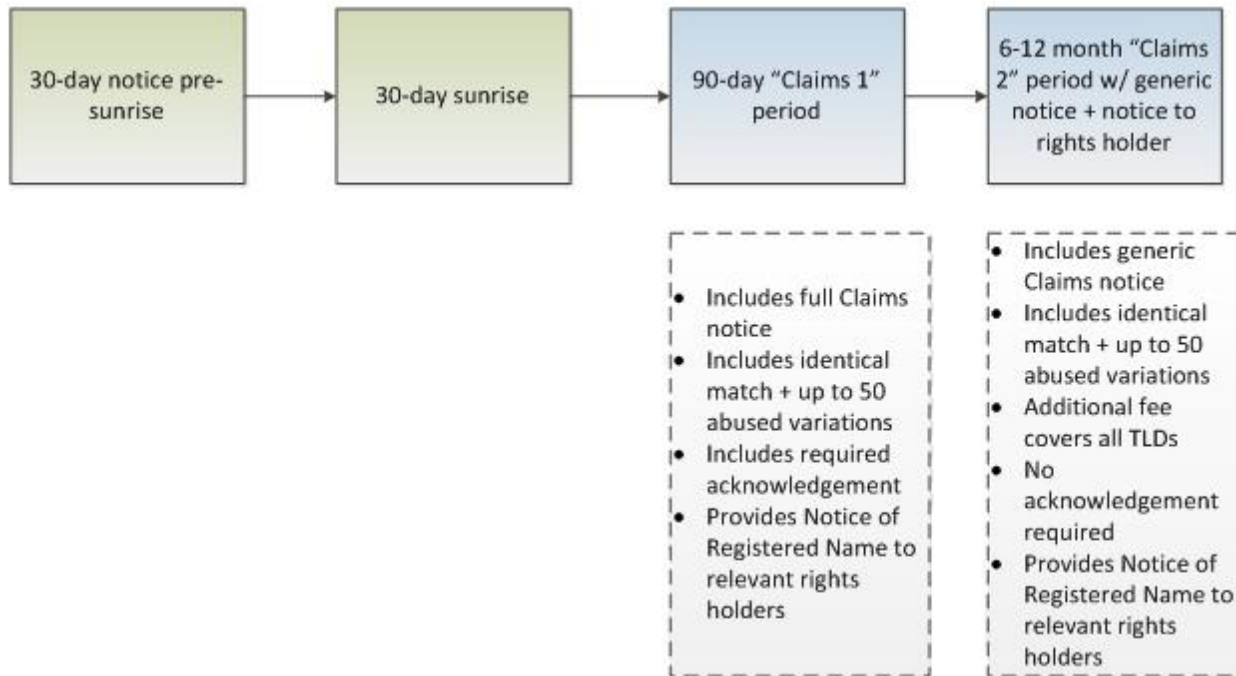 30-day notice pre-
sunrise
30-day sunrise
90-day “Claims 1”
period
6-12 month “Claims
2” period w/ generic
notice + notice to
rights holder
• Includes full Claims
notice
• Includes identical
match + up to 50
abused variations
• Includes required
acknowledgement
• Provides Notice of
Registered Name to
relevant rights
holders
• Includes generic
Claims notice
• Includes identical
match + up to 50
abused variations
• Additional fee
covers all TLDs
• No
acknowledgement
required
• Provides Notice of
Registered Name to
relevant rights
holders